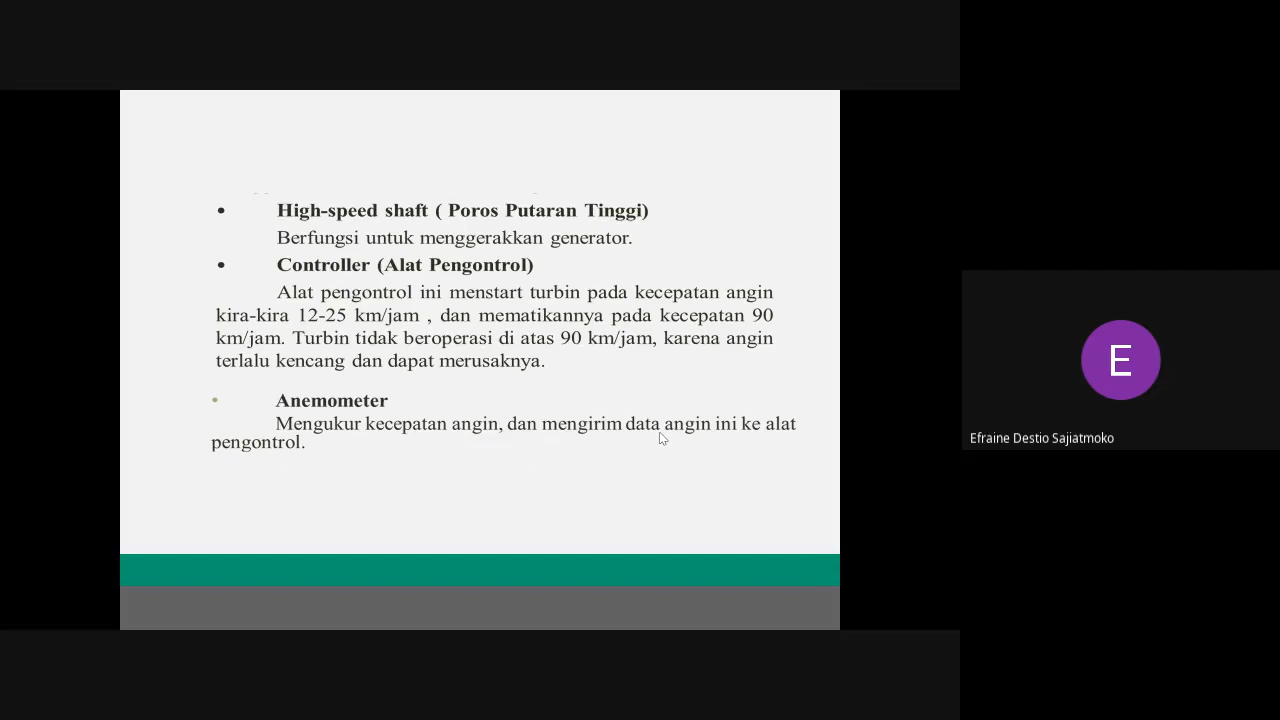 • High-speed shaft ( Poros Putaran Tinggi)
Berfungsi untuk menggerakkan generator.
• Controller (Alat Pengontrol)
Alat pengontrol ini menstart turbin pada kecepatan angin
kira-kira 12-25 km/jam , dan mematikannya pada kecepatan 90
km/jam. Turbin tidak beroperasi di atas 90 km/jam, karena angin
terlalu kencang dan dapat merusaknya.
• Anemometer
Mengukur kecepatan angin, dan mengirim data angin ini ke alat
pengontrol.
E
Efraine Destio Sajiatmoko